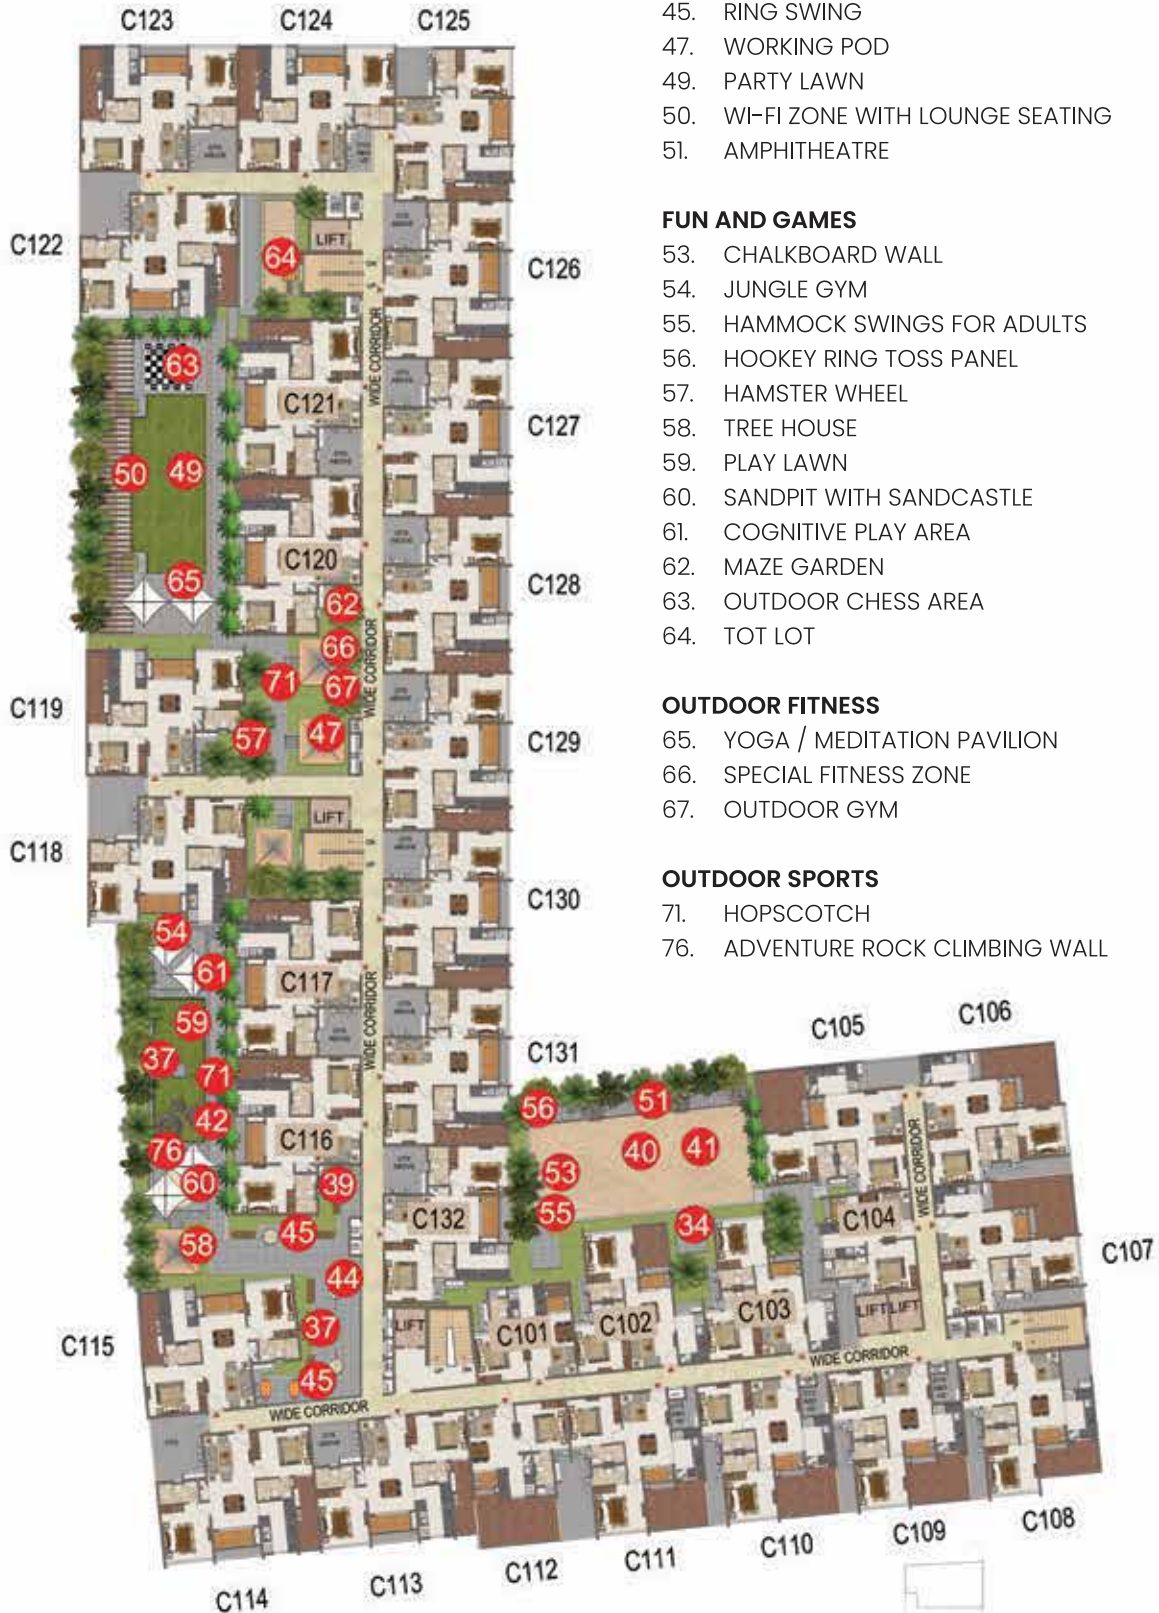 C123 C124 C125
45. RING SWING
47. WORKING POD
49. PARTY LAWN
50. WI-FI ZONE WITH LOUNGE SEATING
51. AMPHITHEATRE
FUN AND GAMES
53. CHALKBOARD WALL
54. JUNGLE GYM
55. HAMMOCK SWINGS FOR ADULTS
56. HOOKEY RING TOSS PANEL
57. HAMSTER WHEEL
58. TREE HOUSE
59. PLAY LAWN
60. SANDPIT WITH SANDCASTLE
61. COGNITIVE PLAY AREA
62. MAZE GARDEN
63. OUTDOOR CHESS AREA
64. TOT LOT
OUTDOOR FITNESS
65. YOGA / MEDITATION PAVILION
66. SPECIAL FITNESS ZONE
67. OUTDOOR GYM
OUTDOOR SPORTS
71. HOPSCOTCH
76. ADVENTURE ROCK CLIMBING WALL
C122
64
LIFT
C126
WIDE CORRIDOR
63
C121
C127
50 49
C120
C128
65
62
66
WIDE CORRIDOR
71 67
C119
57 47
C129
LIFT
C118
C130
54
61
C117
WIDE CORRIDOR
59
37
71
C131
C105 C106
42
C116
76
60
39
56 51
40 41
53
55
34
C132
45
58
44
WIDE CORRIDOR
C104
C107
LIFT LIFT
37
C115
LIFT
C101 C102 C103
WIDE CORRIDOR
45
WIDE CORRIDOR
C114 C113 C112 C111 C110 C109 C108